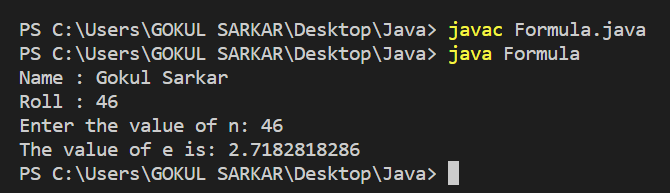 PS C:\Users\GOKUL SARKAR\Desktop\Java> javac Formula.java
PS C:\Users\GOKUL SARKAR\Desktop\Java> java Formula
Name : Gokul Sarkar
Roll : 46
Enter the value of n: 46
The value of e is: 2.7182818286
PS C:\Users\GOKUL SARKAR\Desktop\Java>